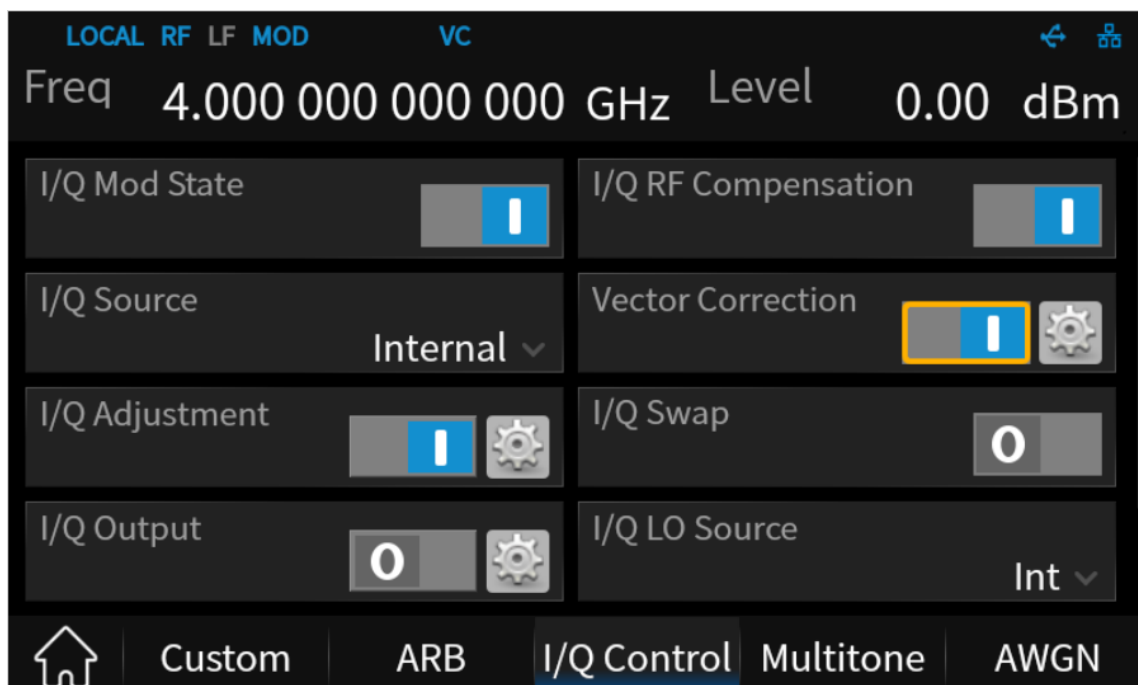 LOCAL RF LF MOD VC
Freq 4.000 000 000 000 GHz Level 0.00 dBm
I/Q Mod State
I/Q RF Compensation
I/Q Source
Internal
Vector Correction
I/Q Adjustment
I/Q Swap
O
I/Q Output
O
I/Q LO Source
Int
Custom ARB I/Q Control Multitone AWGN